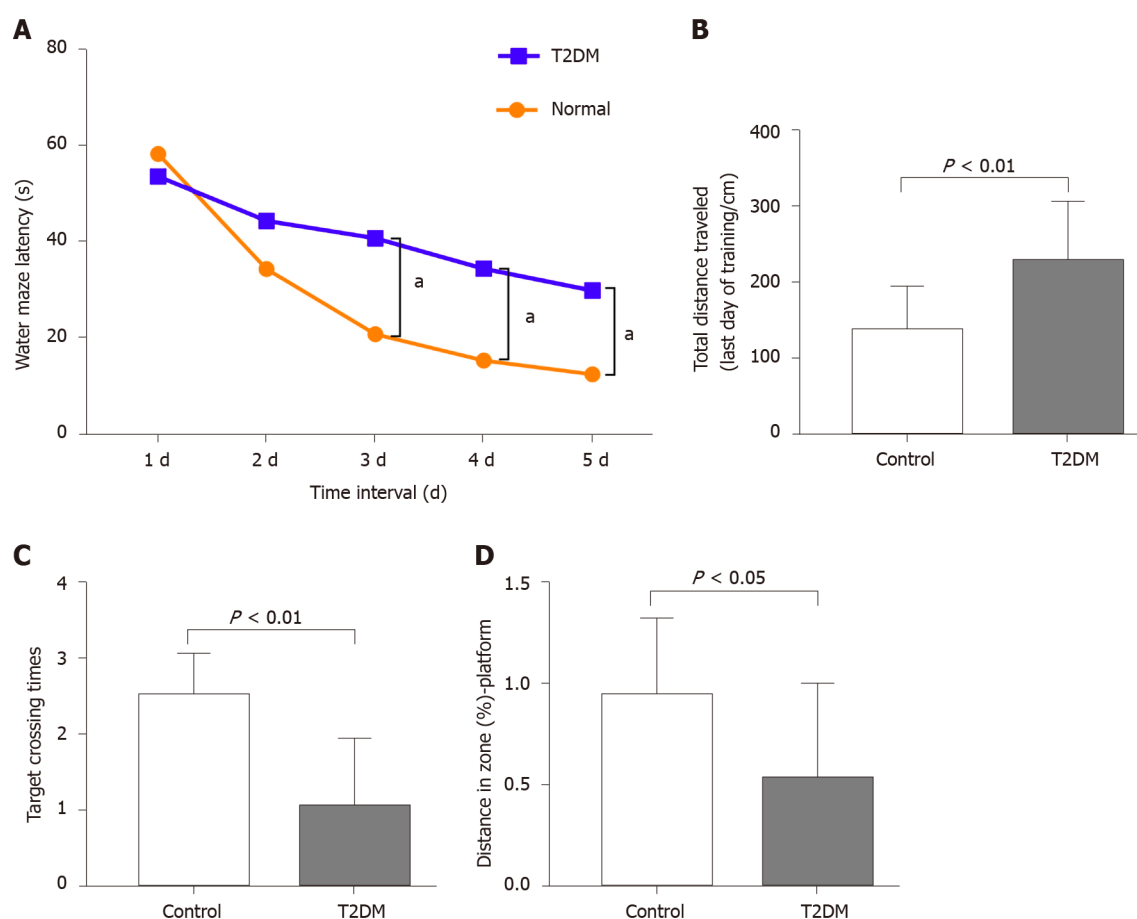 A
Water maze latency (s)
80
60
40
20
0
T2DM
Normal
a
a
a
1 d
2 d
3 d
4 d
5 d
Time interval (d)
B
Total distance traveled
(last day of training/cm)
400
300
200
100
0
P < 0.01
Control
T2DM
C
Target crossing times
4
3
2
1
0
P < 0.01
Control
T2DM
D
Distance in zone (%)-platform
1.5
1.0
0.5
0.0
P < 0.05
Control
T2DM